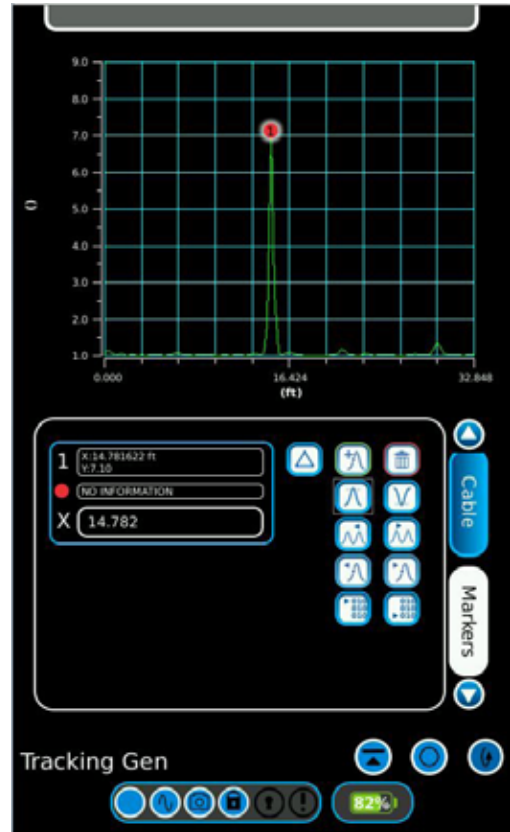 9.0
8.0
7.0
6.0
5.0
4.0
3.0
2.0
1.0
()
1
0.000
16.424
32.848
(ft)
1
X:14.781622 ft
Y:7.10
NO INFORMATION
X
14.782
Cable
Markers
Tracking Gen
82%